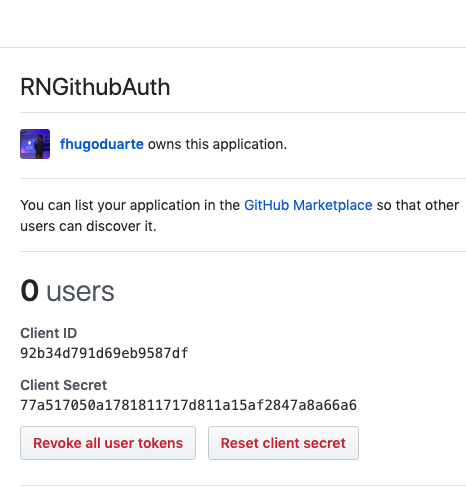 RNGithubAuth
fhugoduarte owns this application.
You can list your application in the GitHub Marketplace so that other
users can discover it.
0 users
Client ID
92b34d791d69eb9587df
Client Secret
77a517050a1781811717d811a15af2847a8a66a6
Revoke all user tokens
Reset client secret